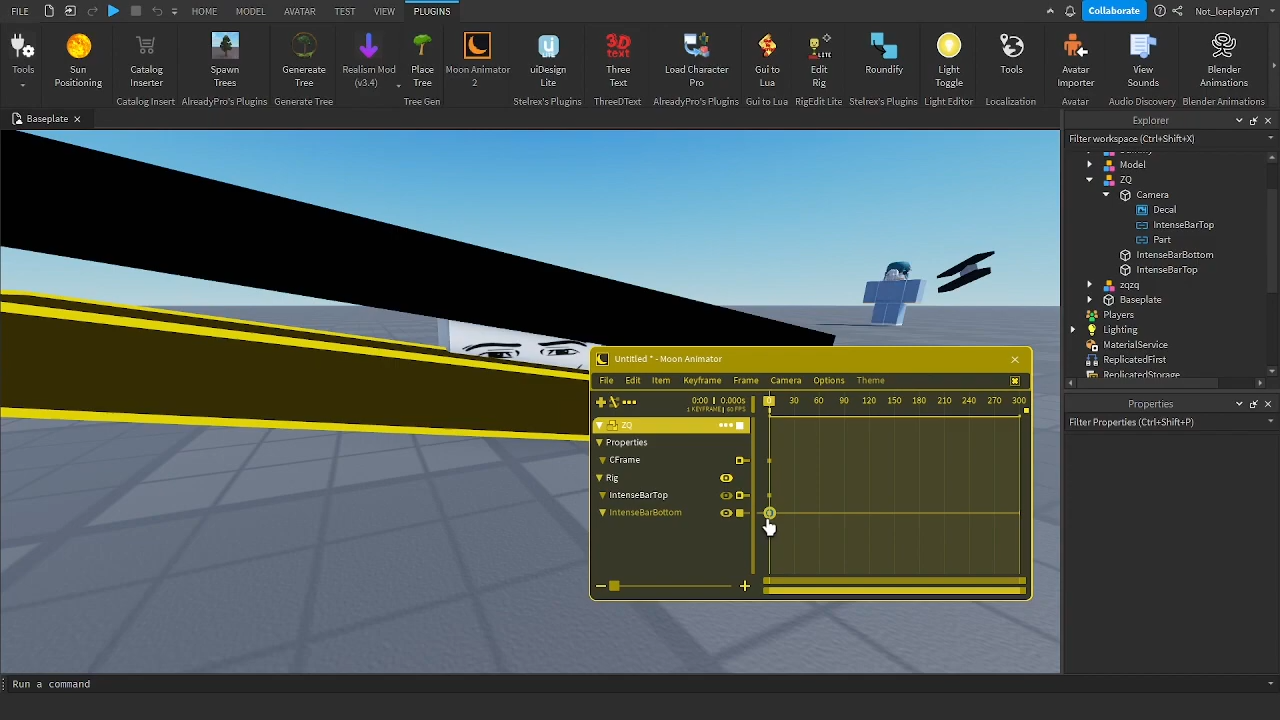 FILE HOME MODEL AVATAR TEST VIEW PLUGINS Collaborate Not_IceplayzYT
Tools
Sun Positioning
Catalog Inserter
Spawn Trees
Generate Tree
Realism Mod (v3.4)
Place Tree
Moon Animator 2
uiDesign Lite
Three Text
Load Character Pro
Gui to Lua
Edit Rig
Roundify
Light Toggle
Tools
Avatar Importer
View Sounds
Blender Animations
Catalog Insert AlreadyPro's Plugins Generate Tree Tree Gen Stelrex's Plugins ThreeDText AlreadyPro's Plugins Gui to Lua RigEdit Lite Stelrex's Plugins Light Editor Localization Avatar Audio Discovery Blender Animations
Baseplate
Explorer
Filter workspace (Ctrl+Shift+X)
Model
ZQ
Camera
Decal
IntenseBarTop
Part
IntenseBarBottom
IntenseBarTop
zqzq
Baseplate
Players
Lighting
MaterialService
ReplicatedFirst
ReplicatedStorage
Properties
Filter Properties (Ctrl+Shift+P)
Untitled * - Moon Animator
File Edit Item Keyframe Frame Camera Options Theme
0:00 | 0.000s 0 30 60 90 120 150 180 210 240 270 300
1 KEYFRAME| 60 FPS
ZQ
Properties
CFrame
Rig
IntenseBarTop
IntenseBarBottom
Run a command